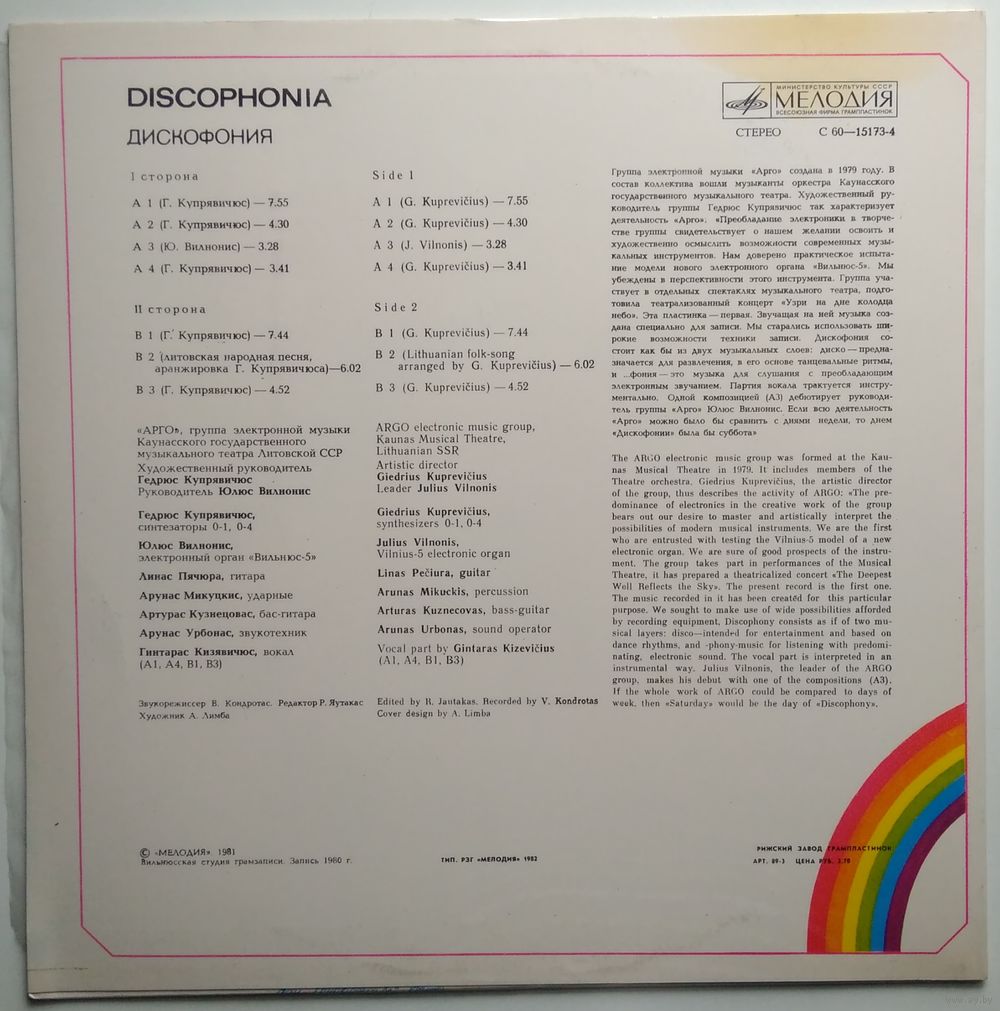 DISCOPHONIA
ДИСКОФОНИЯ
МИНИСТЕРСТВО КУЛЬТУРЫ СССР
МЕЛОДИЯ
ВСЕСОЮЗНАЯ ФИРМА ГРАМПЛАСТИНОК
СТЕРЕО С 60—15173-4
I сторона
А 1 (Г. Купрявичюс) — 7.55
А 2 (Г. Купрявичюс) — 4.30
А 3 (Ю. Вилнонис) — 3.28
А 4 (Г. Купрявичюс) — 3.41
II сторона
В 1 (Г. Купрявичюс) — 7.44
В 2 (литовская народная песня,
аранжировка Г. Купрявичюса)—6.02
В 3 (Г. Купрявичюс) — 4.52
«АРГО», группа электронной музыки
Каунасского государственного
музыкального театра Литовской ССР
Художественный руководитель
Гедрюс Купрявичюс
Руководитель Юлюс Вилнонис
Гедрюс Купрявичюс,
синтезаторы 0-1, 0-4
Юлюс Вилнонис,
электронный орган «Вильнюс-5»
Линас Пячюра, гитара
Арунас Микуцкис, ударные
Артурас Кузнецовас, бас-гитара
Арунас Урбонас, звукотехник
Гинтарас Кизявичюс, вокал
(А1, А4, В1, В3)
Звукорежиссер В. Кондротас. Редактор Р. Яутакас
Художник А. Лимба
Side 1
A 1 (G. Kuprevičius) — 7.55
A 2 (G. Kuprevičius) — 4.30
A 3 (J. Vilnonis) — 3.28
A 4 (G. Kuprevičius) — 3.41
Side 2
B 1 (G. Kuprevičius) — 7.44
B 2 (Lithuanian folk-song
arranged by G. Kuprevičius) — 6.02
B 3 (G. Kuprevičius) — 4.52
ARGO electronic music group,
Kaunas Musical Theatre,
Lithuanian SSR
Artistic director
Giedrius Kuprevičius
Leader Julius Vilnonis
Giedrius Kuprevičius,
synthesizers 0-1, 0-4
Julius Vilnonis,
Vilnius-5 electronic organ
Linas Pečiura, guitar
Arunas Mikuckis, percussion
Arturas Kuznecovas, bass-guitar
Arunas Urbonas, sound operator
Vocal part by Gintaras Kizevičius
(A1, A4, B1, B3)
Edited by R. Jautakas. Recorded by V. Kondrotas
Cover design by A. Limba
Группа электронной музыки «Арго» создана в 1979 году. В
состав коллектива вошли музыканты оркестра Каунасского
государственного музыкального театра. Художественный ру-
ководитель группы Гедрюс Купрявичюс так характеризует
деятельность «Арго». «Преобладание электроники в творче-
стве группы свидетельствует о нашем желании освоить и
художественно осмыслить возможности современных музы-
кальных инструментов. Нам доверено практическое испыта-
ние модели нового электронного органа «Вильнюс-5». Мы
убеждены в перспективности этого инструмента. Группа уча-
ствует в отдельных спектаклях музыкального театра, подго-
товила театрализованный концерт «Узри на дне колодца
небо». Эта пластинка — первая. Звучащая на ней музыка соз-
дана специально для записи. Мы старались использовать ши-
рокие возможности техники записи. Дискофония со-
стоит как бы из двух музыкальных слоев: диско — предна-
значается для развлечения, в его основе танцевальные ритмы,
и ...фония — это музыка для слушания с преобладающим
электронным звучанием. Партия вокала трактуется инстру-
ментально. Одной композицией (А3) дебютирует руководи-
тель группы «Арго» Юлюс Вилнонис. Если всю деятельность
«Арго» можно было бы сравнить с днями недели, то днем
«Дискофонии» была бы суббота»
The ARGO electronic music group was formed at the Kau-
nas Musical Theatre in 1979. It includes members of the
Theatre orchestra. Giedrius Kuprevičius, the artistic director
of the group, thus describes the activity of ARGO: «The pre-
dominance of electronics in the creative work of the group
bears out our desire to master and artistically interpret the
possibilities of modern musical instruments. We are the first
who are entrusted with testing the Vilnius-5 model of a new
electronic organ. We are sure of good prospects of the instru-
ment. The group takes part in performances of the Musical
Theatre, it has prepared a theatricalized concert «The Deepest
Well Reflects the Sky». The present record is the first one.
The music recorded in it has been created for this particular
purpose. We sought to make use of wide possibilities afforded
by recording equipment. Discophony consists as if of two mu-
sical layers: disco—intended for entertainment and based on
dance rhythms, and -phony-music for listening with predomi-
nating, electronic sound. The vocal part is interpreted in an
instrumental way. Julius Vilnonis, the leader of the ARGO
group, makes his debut with one of the compositions (A3).
If the whole work of ARGO could be compared to days of
week, then «Saturday» would be the day of «Discophony».
© «МЕЛОДИЯ», 1981
Вильнюсская студия грамзаписи. Запись 1980 г.
ТИП. РЗГ «МЕЛОДИЯ» 1982
РИЖСКИЙ ЗАВОД ГРАМПЛАСТИНОК
АРТ. 89-3 ЦЕНА РУБ.
www.ay.by